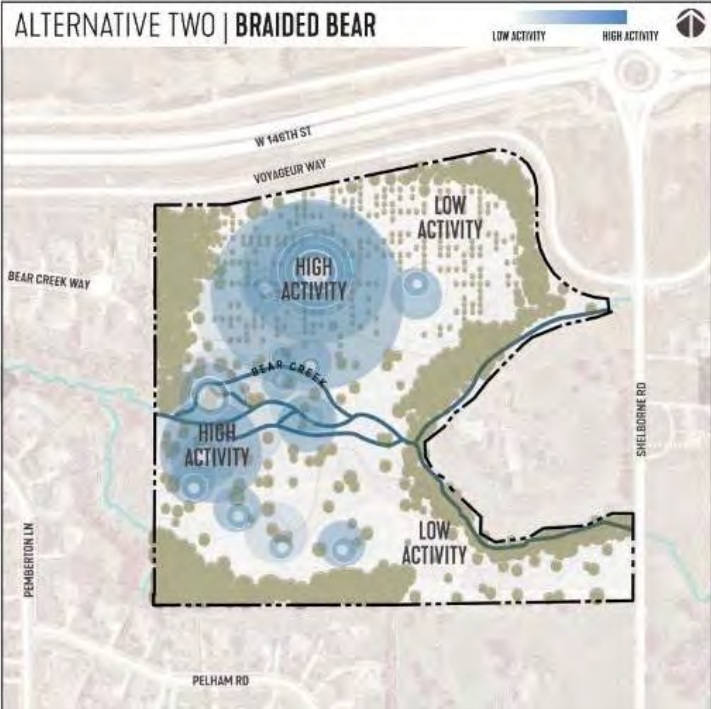 ALTERNATIVE TWO | BRAIDED BEAR
LOW ACTIVITY
HIGH ACTIVITY
W 146TH ST
VOYAGEUR WAY
LOW
ACTIVITY
HIGH
ACTIVITY
BEAR CREEK WAY
BEAR CREEK
HIGH
ACTIVITY
SHELBORNE RD
LOW
ACTIVITY
PEMBERTON LN
PELHAM RD